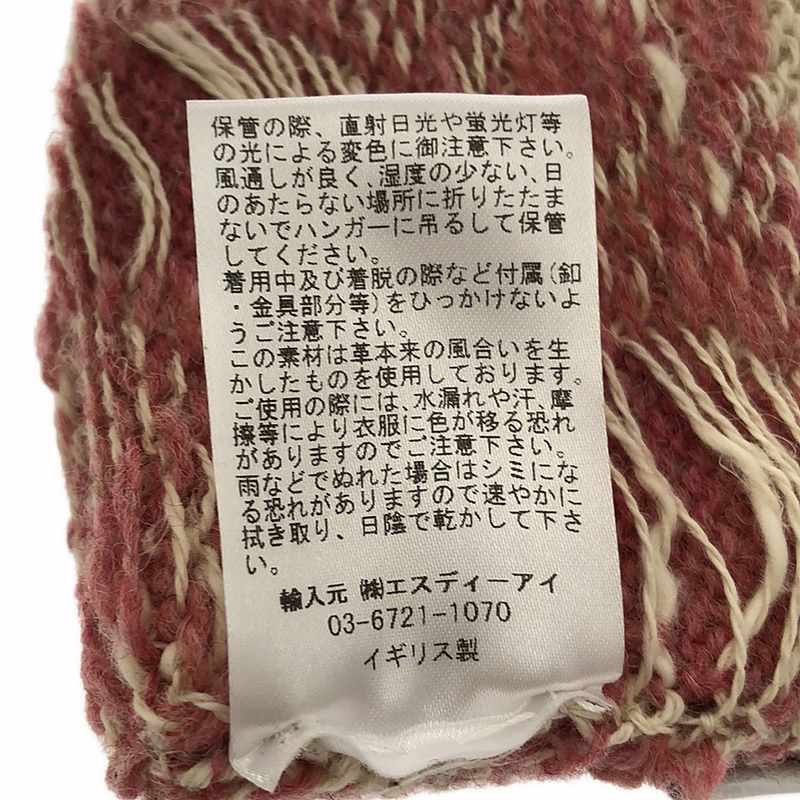 保管の際、直射日光や蛍光灯等
の光による変色に御注意下さい。
風通しが良く、湿度の少ない、日
のあたらない場所に折りたたま
ないでハンガーに吊るして保管
してください。
着用中及び着脱の際など付属(釦
・金具部分等)をひっかけないよ
うご注意下さい。
この素材は革本来の風合いを生
かしたものを使用しております。
ご使用の際には、水漏れや汗、摩
擦等により衣服に色が移る恐れ
がありますのでご注意下さい。
雨などでぬれた場合はシミにな
る恐れがありますので速やかに
拭き取り、日陰で乾かして下さ
い。
輸入元 ㈱エスディーアイ
03-6721-1070
イギリス製